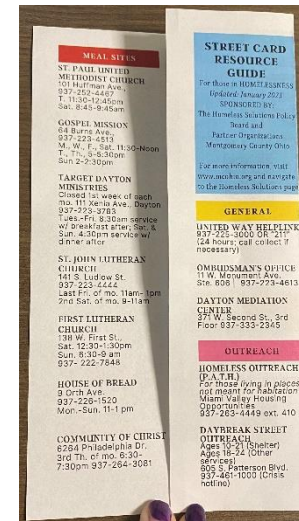 MEAL SITES
ST. PAUL UNITED
METHODIST CHURCH
101 Huffman Ave.,
937-252-4467
T. 11:30-12:45pm
Sat. 8:45-9:45am
GOSPEL MISSION
64 Burns Ave.,
937-223-4513
M., W., F., Sat. 11:30-Noon
T., Th., 5-5:30pm
Sun 2-2:30pm
TARGET DAYTON
MINISTRIES
Closed 1st week of each
mo. 111 Xenia Ave., Dayton
937-223-3783
Tues.-Fri. 8:30am service
w/ breakfast after; Sat. &
Sun. 4:30pm service w/
dinner after
ST. JOHN LUTHERAN
CHURCH
141 S. Ludlow St.
937-223-4444
Last Fri. of mo. 11am- 1pm
2nd Sat. of mo. 9-11am
FIRST LUTHERAN
CHURCH
138 W. First St.,
Sat. 12:30-1:30pm
Sun. 8:30-9 am
937- 222-7848
HOUSE OF BREAD
9 Orth Ave.
937-226-1520
Mon.-Sun. 11-1 pm
COMMUNITY OF CHRIST
6264 Philadelphia Dr.
3rd Th. of mo. 6:30-
7:30pm 937-264-3081
STREET CARD
RESOURCE
GUIDE
For those in HOMELESSNESS
Updated: January 2021
SPONSORED BY:
The Homeless Solutions Policy
Board and
Partner Organizations
Montgomery County Ohio
For more information, visit
www.mcohio.org and navigate
to the Homeless Solutions page
GENERAL
UNITED WAY HELPLINK
937-225-3000 OR "211"
(24 hours; call collect if
necessary)
OMBUDSMAN'S OFFICE
11 W. Monument Ave.
Ste. 606 | 937-223-4613
DAYTON MEDIATION
CENTER
371 W. Second St., 3rd
Floor 937-333-2345
OUTREACH
HOMELESS OUTREACH
(P.A.T.H.)
For those living in places
not meant for habitation
Miami Valley Housing
Opportunities
937-263-4449 ext. 410
DAYBREAK STREET
OUTREACH
Ages 10-21 (Shelter)
Ages 18-24 (Other
services)
605 S. Patterson Blvd.
937-461-1000 (Crisis
hotline)